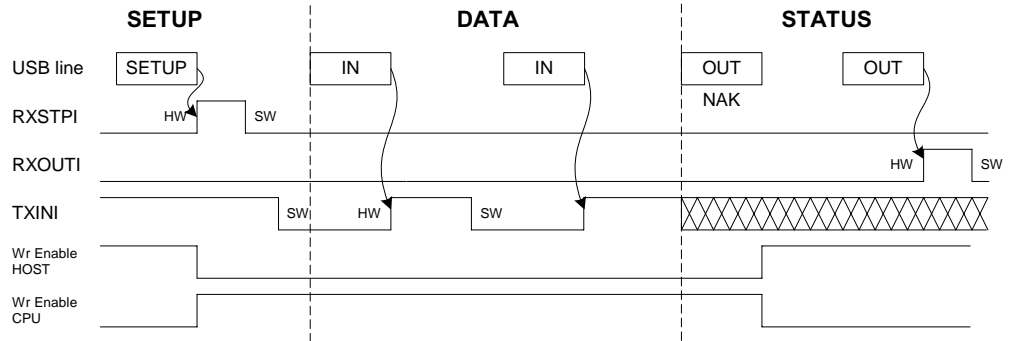 SETUP DATA STATUS
USB line SETUP IN IN OUT OUT
NAK
RXSTPI HW SW
RXOUTI HW SW
TXINI SW HW SW
Wr Enable
HOST
Wr Enable
CPU